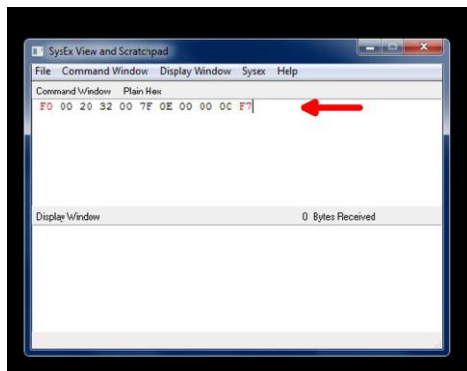 SysEx View and Scratchpad
File Command Window Display Window Sysex Help
Command Window Plain Hex
F0 00 20 32 00 7F 0E 00 00 0C F7
Display Window 0 Bytes Received